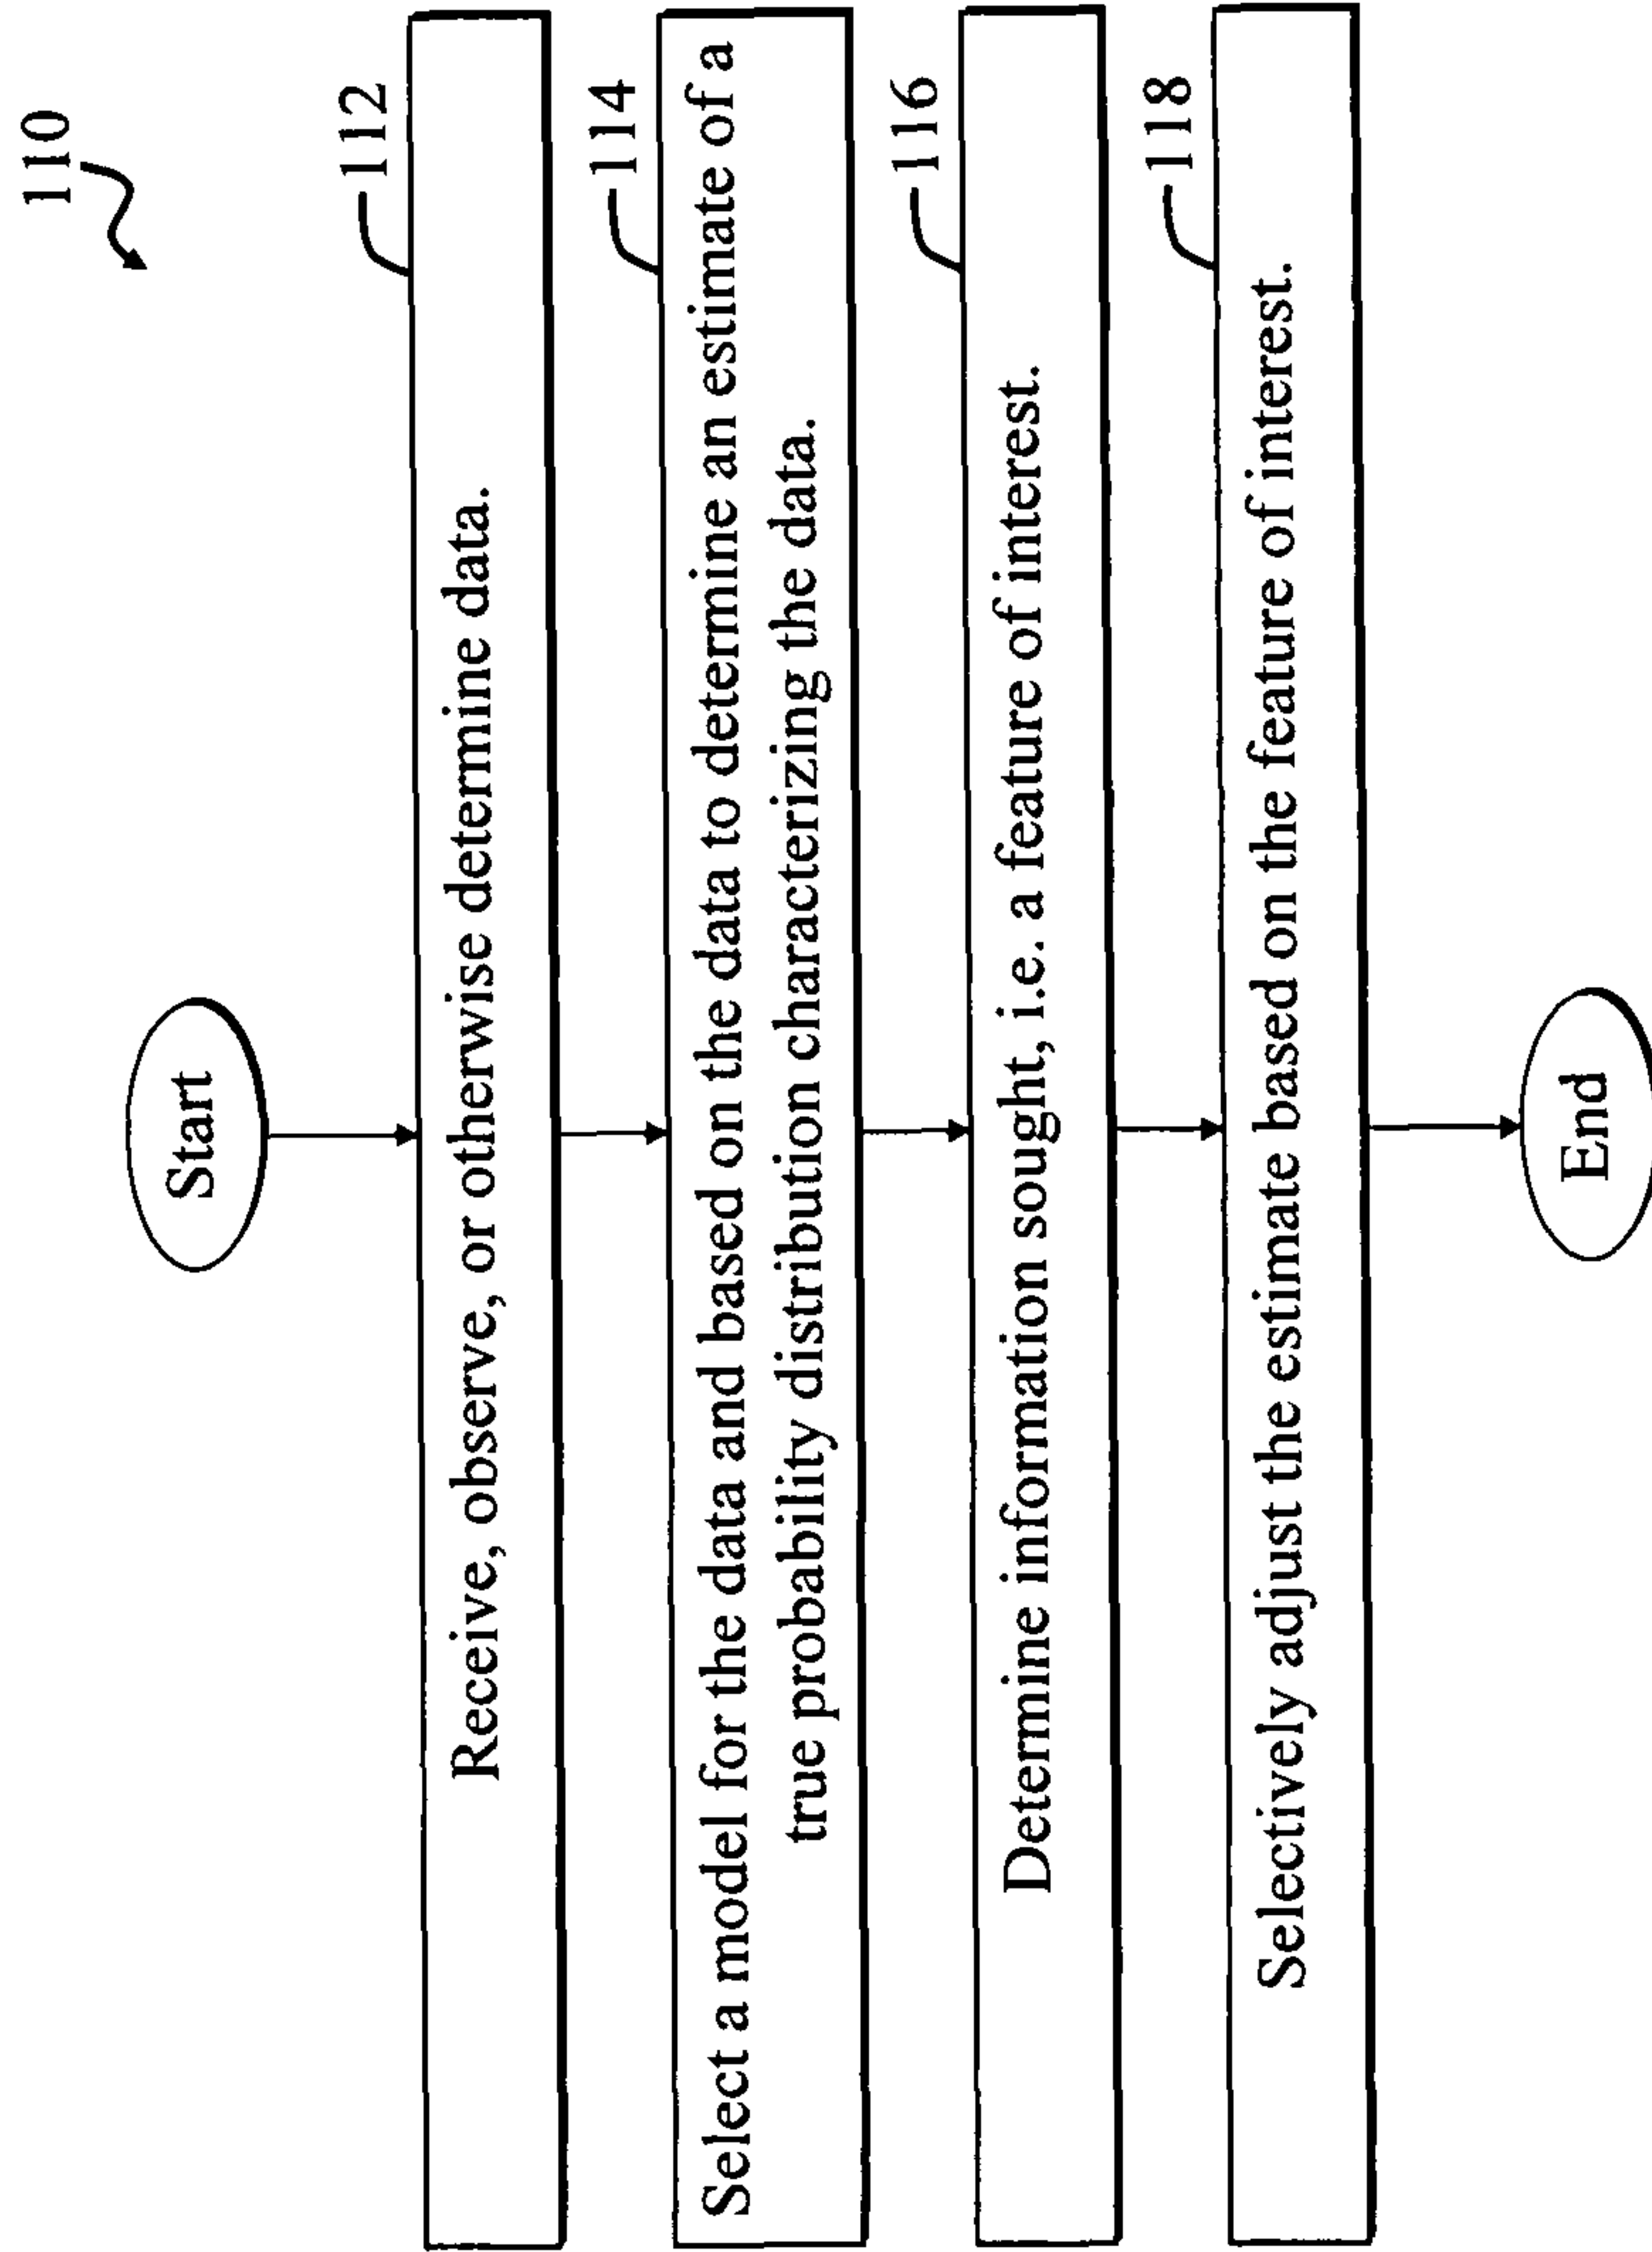 110
Start
112
Receive, observe, or otherwise determine data.
114
Select a model for the data and based on the data to determine an estimate of a
true probability distribution characterizing the data.
116
Determine information sought, i.e. a feature of interest.
118
Selectively adjust the estimate based on the feature of interest.
End